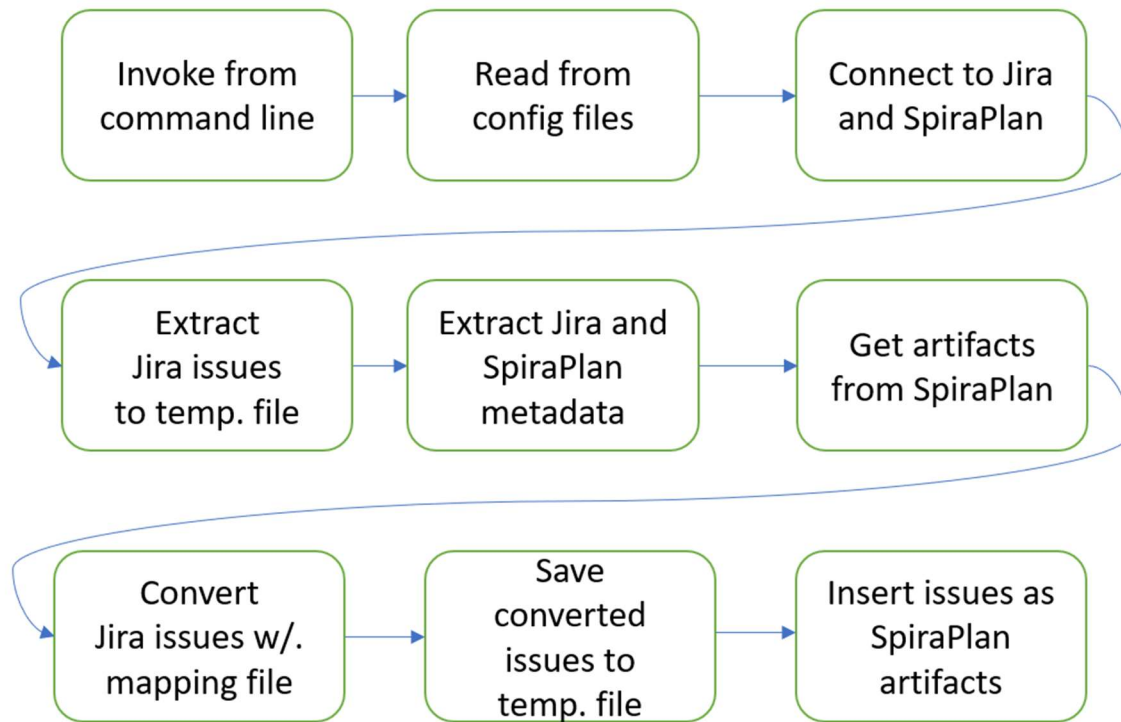 Invoke from
command line
Read from
config files
Connect to Jira
and SpiraPlan
Extract
Jira issues
to temp. file
Extract Jira and
SpiraPlan
metadata
Get artifacts
from SpiraPlan
Convert
Jira issues w/.
mapping file
Save
converted
issues to
temp. file
Insert issues as
SpiraPlan
artifacts